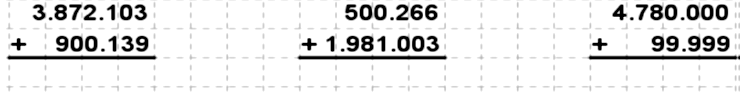 3.872.103 500.266 4.780.000
+ 900.139 + 1.981.003 + 99.999